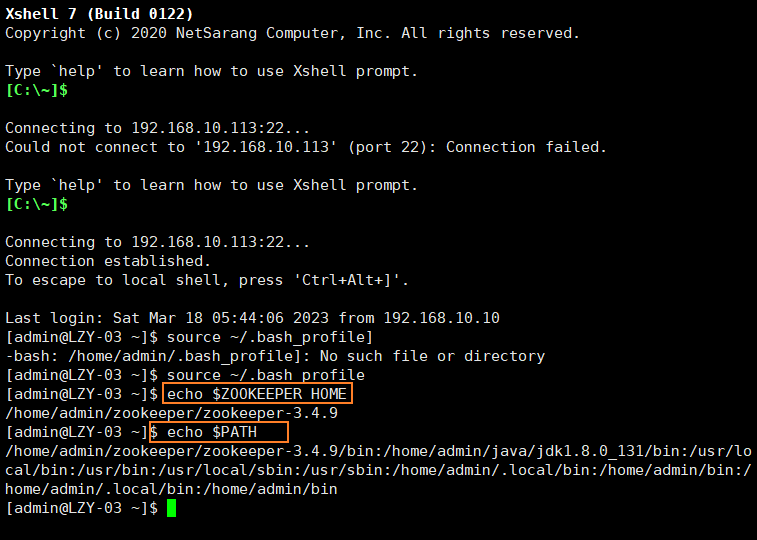 Xshell 7 (Build 0122)
Copyright (c) 2020 NetSarang Computer, Inc. All rights reserved.
Type `help' to learn how to use Xshell prompt.
[C:\~]$
Connecting to 192.168.10.113:22...
Could not connect to '192.168.10.113' (port 22): Connection failed.
Type `help' to learn how to use Xshell prompt.
[C:\~]$
Connecting to 192.168.10.113:22...
Connection established.
To escape to local shell, press 'Ctrl+Alt+]'.
Last login: Sat Mar 18 05:44:06 2023 from 192.168.10.10
[admin@LZY-03 ~]$ source ~/.bash_profile]
-bash: /home/admin/.bash_profile]: No such file or directory
[admin@LZY-03 ~]$ source ~/.bash_profile
[admin@LZY-03 ~]$ echo $ZOOKEEPER_HOME
/home/admin/zookeeper/zookeeper-3.4.9
[admin@LZY-03 ~]$ echo $PATH
/home/admin/zookeeper/zookeeper-3.4.9/bin:/home/admin/java/jdk1.8.0_131/bin:/usr/lo
cal/bin:/usr/bin:/usr/local/sbin:/usr/sbin:/home/admin/.local/bin:/home/admin/bin:/
home/admin/.local/bin:/home/admin/bin
[admin@LZY-03 ~]$